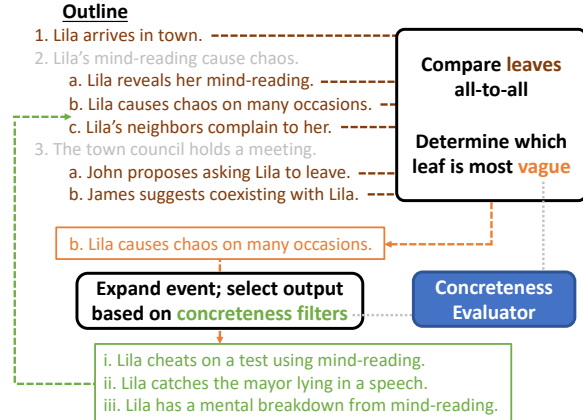 Outline
1. Lila arrives in town.
2. Lila's mind-reading cause chaos.
a. Lila reveals her mind-reading.
b. Lila causes chaos on many occasions.
c. Lila's neighbors complain to her.
3. The town council holds a meeting.
a. John proposes asking Lila to leave.
b. James suggests coexisting with Lila.
Compare leaves
all-to-all
Determine which
leaf is most vague
b. Lila causes chaos on many occasions.
Expand event; select output
based on concreteness filters
Concreteness
Evaluator
i. Lila cheats on a test using mind-reading.
ii. Lila catches the mayor lying in a speech.
iii. Lila has a mental breakdown from mind-reading.